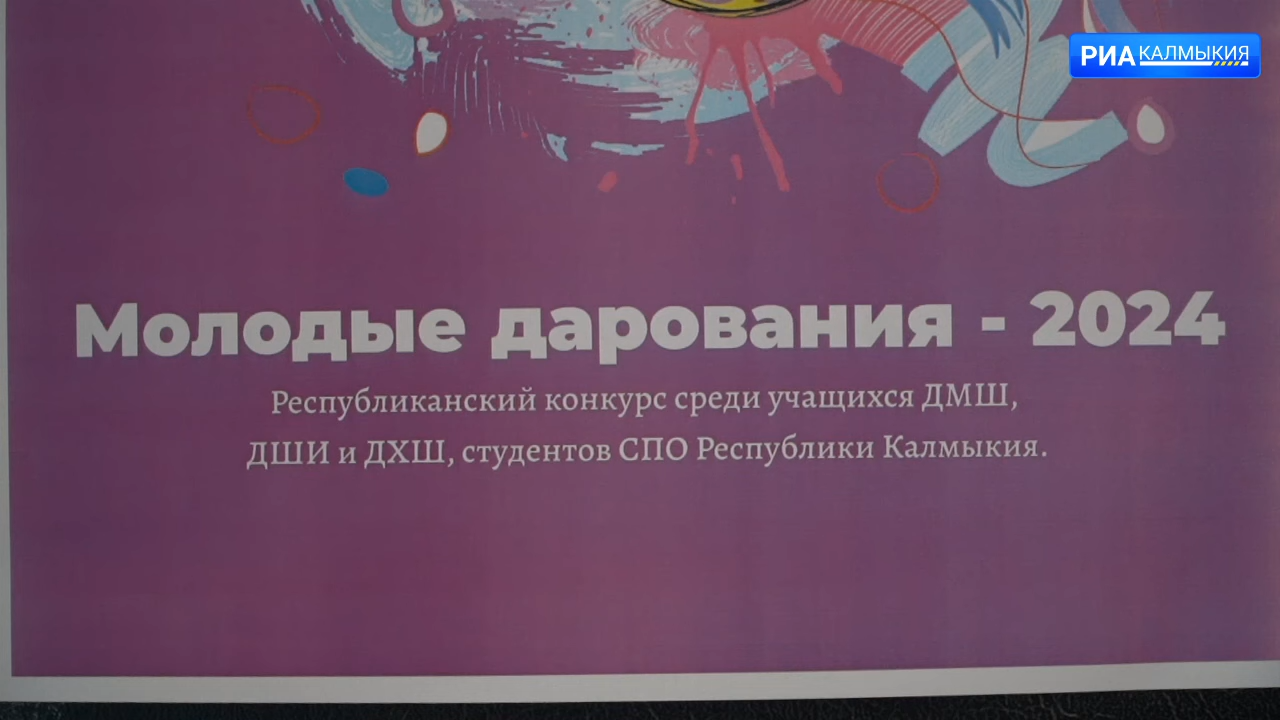 РИА КАЛМЫКИЯ
Молодые дарования - 2024
Республиканский конкурс среди учащихся ДМШ,
ДШИ и ДХШ, студентов СПО Республики Калмыкия.